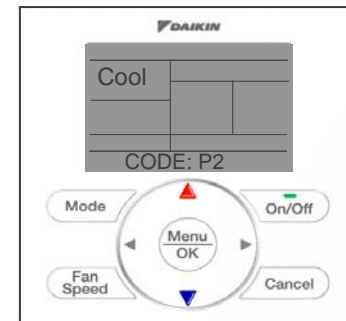 DAIKIN
Cool
CODE: P2
Mode
On/Off
Menu
OK
Fan
Speed
Cancel